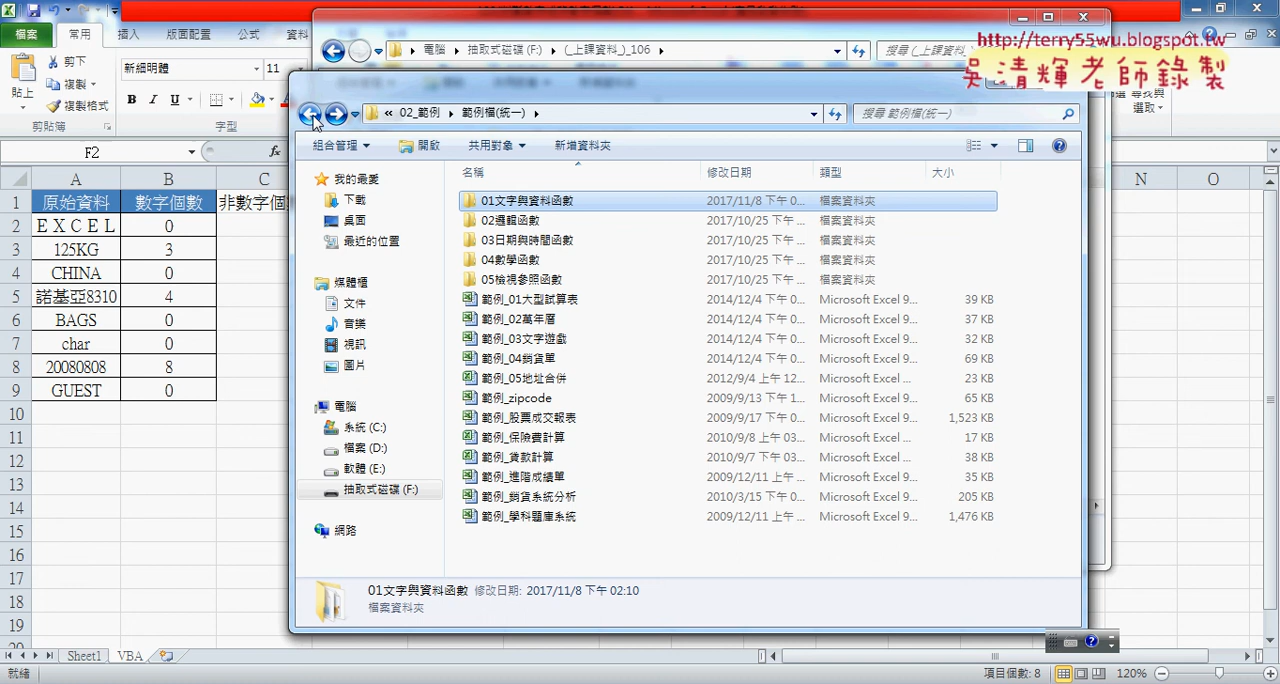 檔案 常用 插入 版面配置 公式 資料
http://terry55wu.blogspot.tw
吳清輝老師錄製
電腦 抽取式磁碟 (F:) (_上課資料)_106
搜尋 (_上課資料)_
貼上 剪下 複製 複製格式 剪貼簿
新細明體 11
B I U 字型
尋找與
選取
F2 fx
« 02_範例 範例檔(統一)
搜尋 範例檔(統一)
組合管理 開啟 共用對象 新增資料夾
我的最愛
下載
桌面
最近的位置
媒體櫃
文件
音樂
視訊
圖片
電腦
系統 (C:)
檔案 (D:)
軟體 (E:)
抽取式磁碟 (F:)
網路
名稱 修改日期 類型 大小
01文字與資料函數 2017/11/8 下午 0... 檔案資料夾
02邏輯函數 2017/10/25 下午 ... 檔案資料夾
03日期與時間函數 2017/10/25 下午 ... 檔案資料夾
04數學函數 2017/10/25 下午 ... 檔案資料夾
05檢視參照函數 2017/10/25 下午 ... 檔案資料夾
範例_01大型試算表 2014/12/4 下午 0... Microsoft Excel 9... 39 KB
範例_02萬年曆 2014/12/4 下午 0... Microsoft Excel 9... 37 KB
範例_03文字遊戲 2014/12/4 下午 0... Microsoft Excel 9... 32 KB
範例_04銷貨單 2014/12/4 下午 0... Microsoft Excel 9... 69 KB
範例_05地址合併 2012/9/4 上午 12... Microsoft Excel ... 23 KB
範例_zipcode 2009/9/13 下午 1... Microsoft Excel 9... 65 KB
範例_股票成交報表 2009/9/17 下午 0... Microsoft Excel 9... 1,523 KB
範例_保險費計算 2010/9/8 上午 03... Microsoft Excel ... 17 KB
範例_貸款計算 2010/9/7 下午 03... Microsoft Excel 9... 38 KB
範例_進階成績單 2009/12/11 上午 ... Microsoft Excel 9... 35 KB
範例_銷貨系統分析 2010/3/15 下午 0... Microsoft Excel 9... 205 KB
範例_學科題庫系統 2009/12/11 上午 ... Microsoft Excel 9... 1,476 KB
01文字與資料函數 修改日期: 2017/11/8 下午 02:10
檔案資料夾
A B C N O
1 原始資料 數字個數 非數字個
2 E X C E L 0
3 125KG 3
4 CHINA 0
5 諾基亞8310 4
6 BAGS 0
7 char 0
8 20080808 8
9 GUEST 0
10
11
12
13
14
15
16
17
18
19
Sheet1 VBA
就緒 項目個數: 8 120%